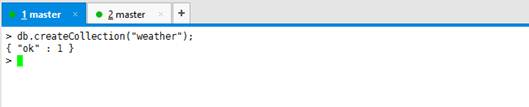 1 master × 2 master × +
> db.createCollection("weather");
{ "ok" : 1 }
>